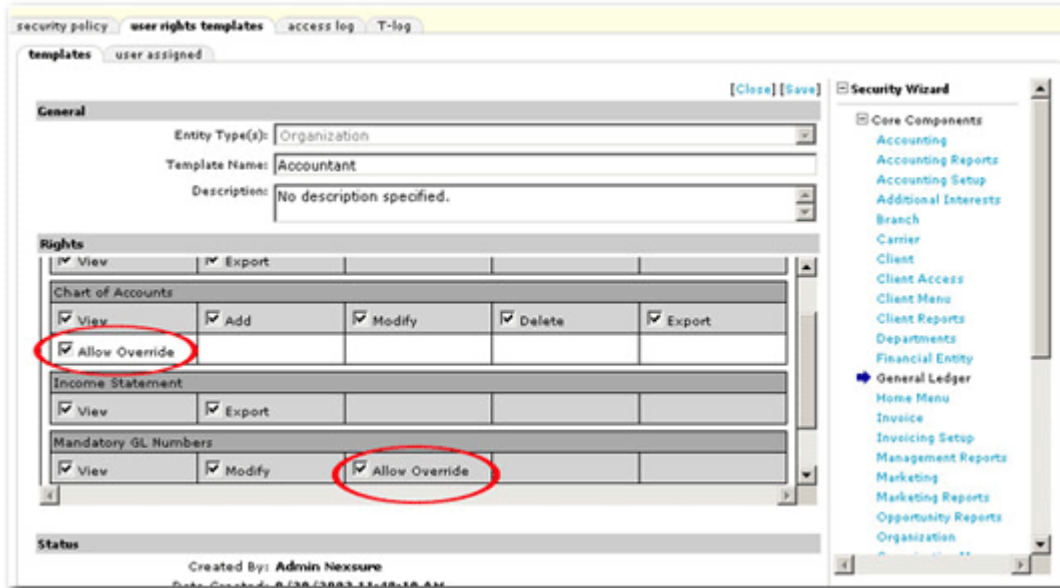 security policy user rights templates access log T-log
templates user assigned
[Close] [Save]
General
Entity Type(s): Organization
Template Name: Accountant
Description: No description specified.
Rights
View Export
Chart of Accounts
View Add Modify Delete Export
Allow Override
Income Statement
View Export
Mandatory GL Numbers
View Modify Allow Override
Status
Created By: Admin Nexsure
Security Wizard
Core Components
Accounting
Accounting Reports
Accounting Setup
Additional Interests
Branch
Carrier
Client
Client Access
Client Menu
Client Reports
Departments
Financial Entity
General Ledger
Home Menu
Invoice
Invoicing Setup
Management Reports
Marketing
Marketing Reports
Opportunity Reports
Organization